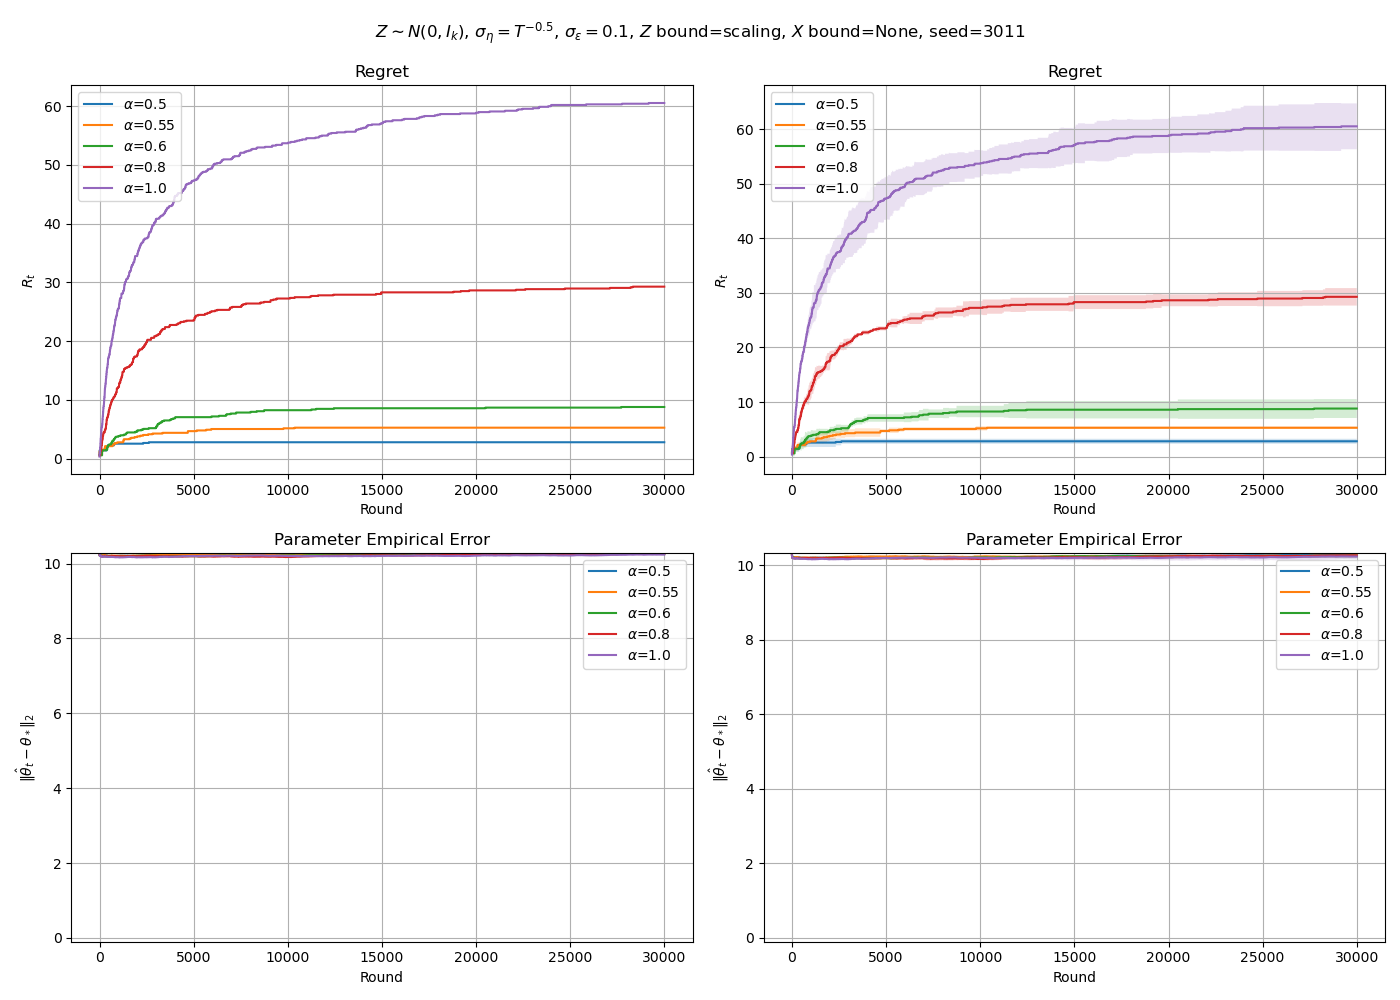 Z ~ N(0, I_k), σ_η = T^{-0.5}, σ_ε = 0.1, Z bound=scaling, X bound=None, seed=3011
Regret
R_t
60
50
40
30
20
10
0
α=0.5
α=0.55
α=0.6
α=0.8
α=1.0
0 5000 10000 15000 20000 25000 30000
Round
Regret
R_t
60
50
40
30
20
10
0
α=0.5
α=0.55
α=0.6
α=0.8
α=1.0
0 5000 10000 15000 20000 25000 30000
Round
Parameter Empirical Error
‖θ̂_t − θ_*‖_2
10
8
6
4
2
0
α=0.5
α=0.55
α=0.6
α=0.8
α=1.0
0 5000 10000 15000 20000 25000 30000
Round
Parameter Empirical Error
‖θ̂_t − θ_*‖_2
10
8
6
4
2
0
α=0.5
α=0.55
α=0.6
α=0.8
α=1.0
0 5000 10000 15000 20000 25000 30000
Round